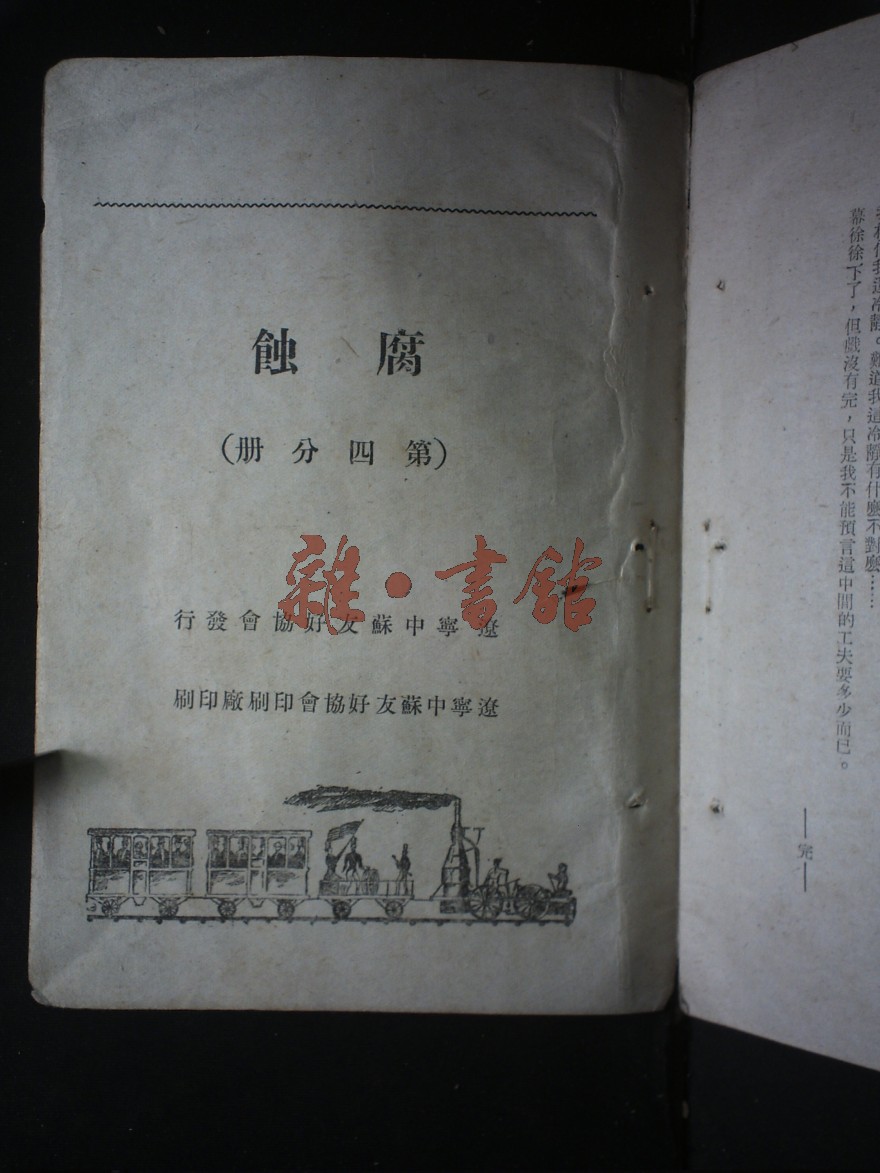 腐蝕
(第四分册)
遼寧中蘇友好協會發行
遼寧中蘇友好協會印刷廠印刷
雜·書館
幕徐徐下了，但戲沒有完，只是我不能預言這中間的工夫要多少而已。
——完——